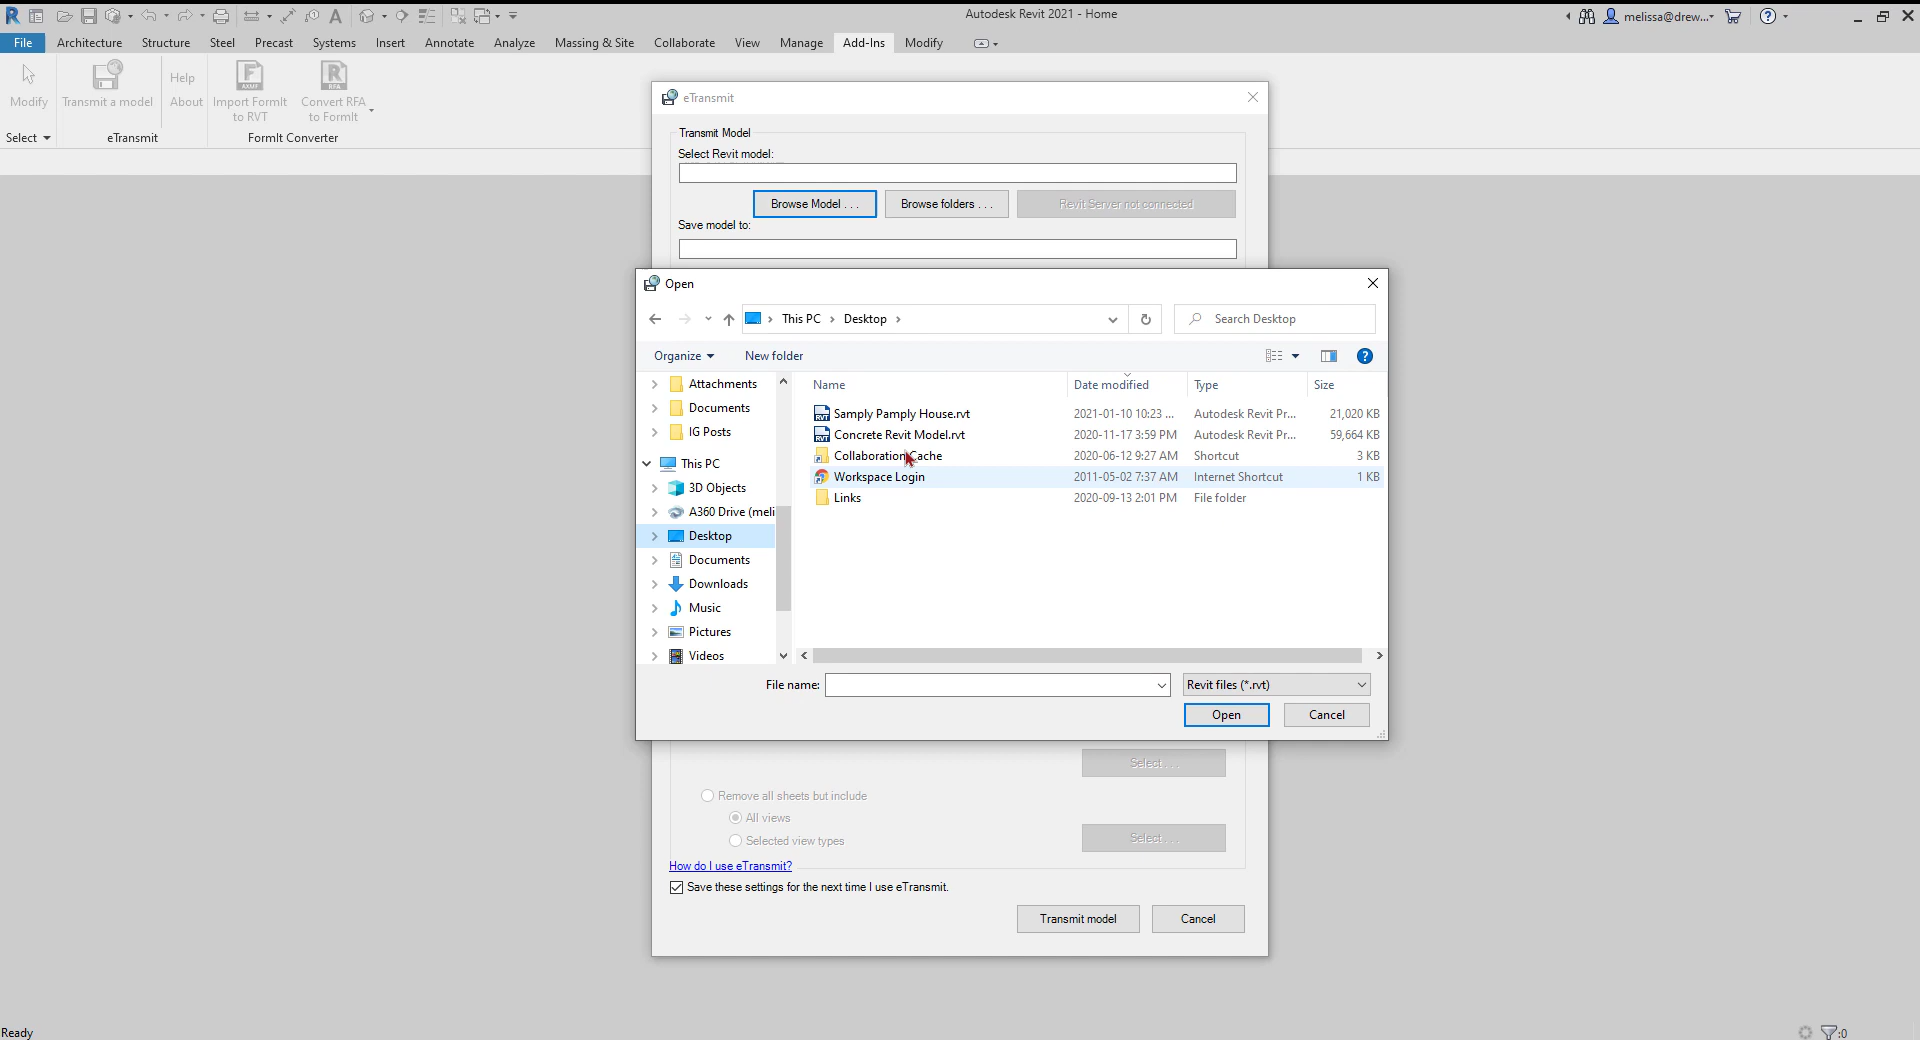 Autodesk Revit 2021 - Home
melissa@drew...
File Architecture Structure Steel Precast Systems Insert Annotate Analyze Massing & Site Collaborate View Manage Add-Ins Modify
Modify
Transmit a model
Help
About
Import FormIt
to RVT
Convert RFA
to FormIt
Select
eTransmit
FormIt Converter
eTransmit
Transmit Model
Select Revit model:
Browse Model . . .
Browse folders . . .
Revit Server not connected
Save model to:
Open
This PC > Desktop >
Search Desktop
Organize
New folder
Attachments
Documents
IG Posts
This PC
3D Objects
A360 Drive (meli
Desktop
Documents
Downloads
Music
Pictures
Videos
Name Date modified Type Size
Samply Pamply House.rvt 2021-01-10 10:23 ... Autodesk Revit Pr... 21,020 KB
Concrete Revit Model.rvt 2020-11-17 3:59 PM Autodesk Revit Pr... 59,664 KB
Collaboration Cache 2020-06-12 9:27 AM Shortcut 3 KB
Workspace Login 2011-05-02 7:37 AM Internet Shortcut 1 KB
Links 2020-09-13 2:01 PM File folder
File name:
Revit files (*.rvt)
Open
Cancel
Select . . .
Remove all sheets but include
All views
Selected view types
Select . . .
How do I use eTransmit?
Save these settings for the next time I use eTransmit.
Transmit model
Cancel
Ready
:0